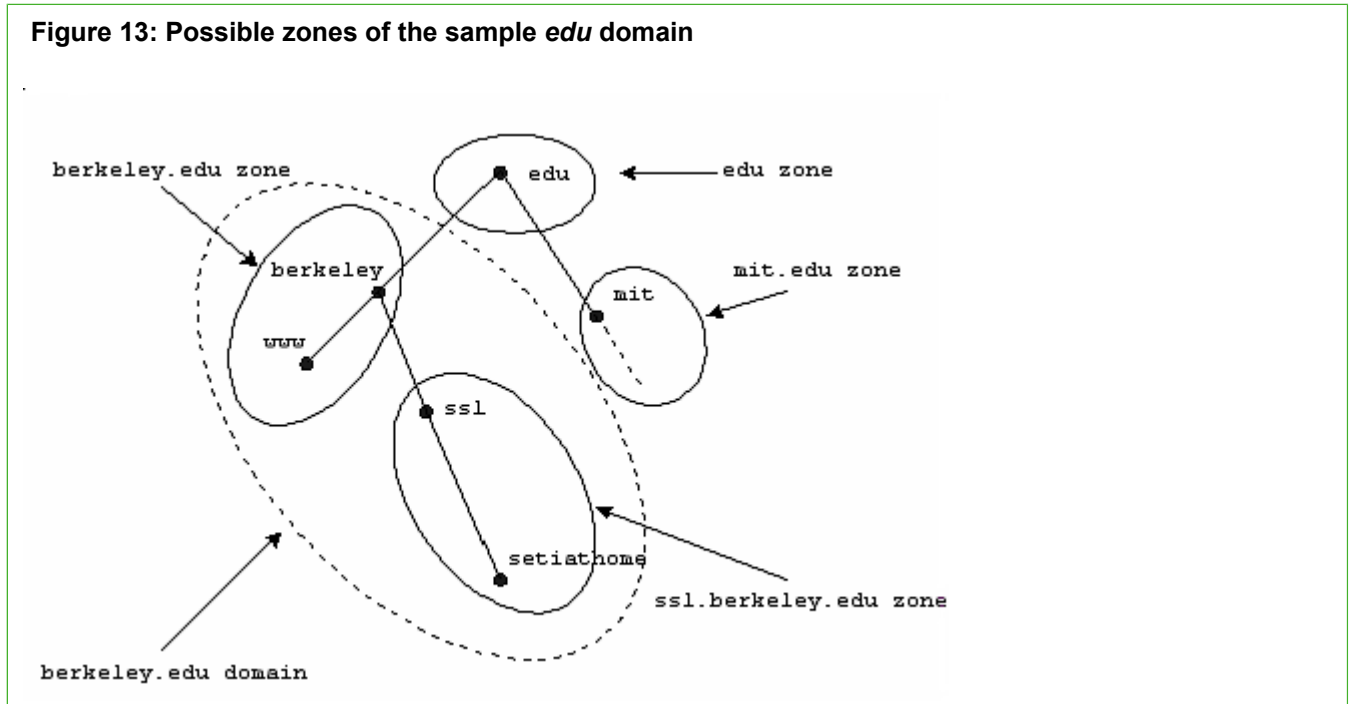 Figure 13: Possible zones of the sample edu domain
berkeley.edu zone
edu
edu zone
berkeley
mit
mit.edu zone
www
ssl
setiathome
ssl.berkeley.edu zone
berkeley.edu domain